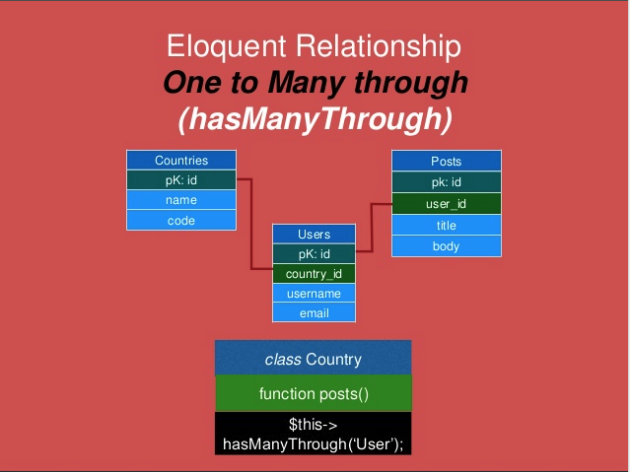 Eloquent Relationship
One to Many through
(hasManyThrough)
Countries
pK: id
name
code
Users
pK: id
country_id
username
email
Posts
pk: id
user_id
title
body
class Country
function posts()
$this->
hasManyThrough(‘User’);